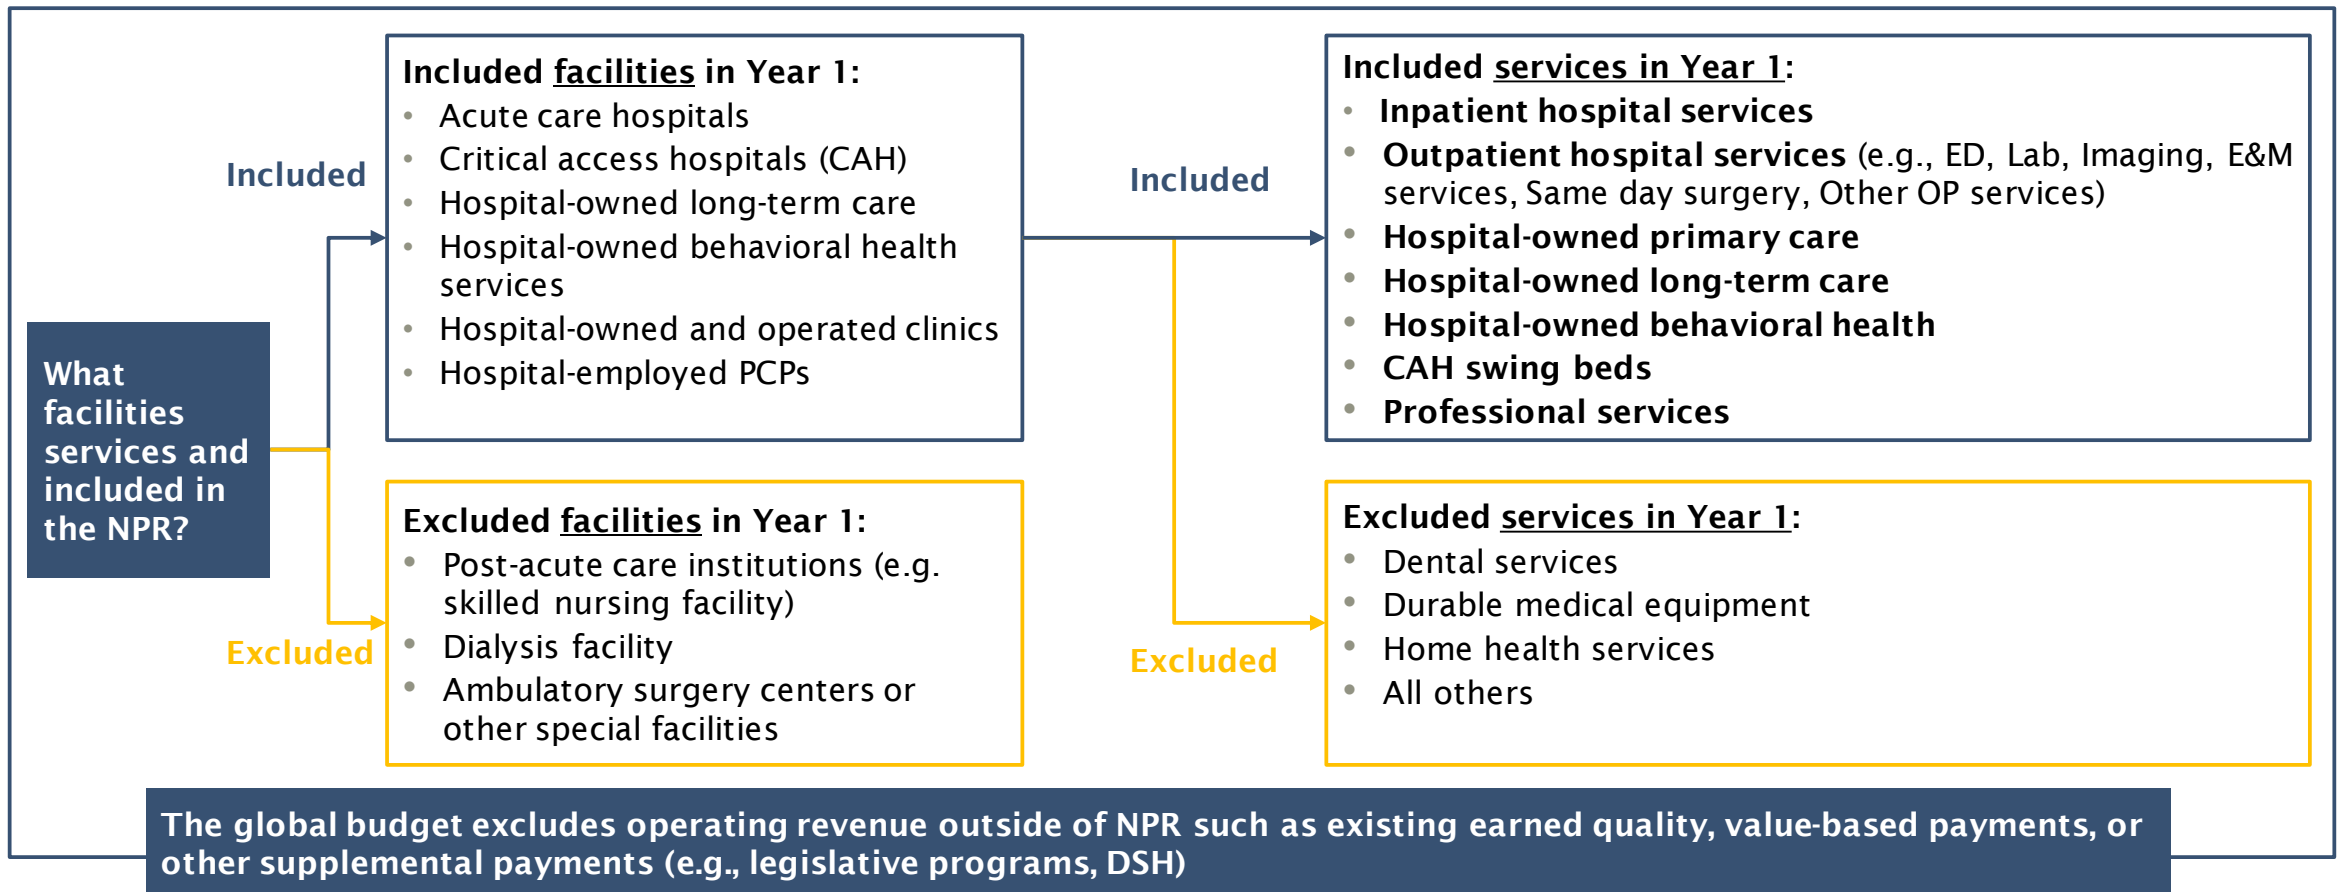 What
facilities
services and
included in
the NPR?
Included
Included facilities in Year 1:
• Acute care hospitals
• Critical access hospitals (CAH)
• Hospital-owned long-term care
• Hospital-owned behavioral health
services
• Hospital-owned and operated clinics
• Hospital-employed PCPs
Excluded
Excluded facilities in Year 1:
• Post-acute care institutions (e.g.
skilled nursing facility)
• Dialysis facility
• Ambulatory surgery centers or
other special facilities
Included
Included services in Year 1:
• Inpatient hospital services
• Outpatient hospital services (e.g., ED, Lab, Imaging, E&M
services, Same day surgery, Other OP services)
• Hospital-owned primary care
• Hospital-owned long-term care
• Hospital-owned behavioral health
• CAH swing beds
• Professional services
Excluded
Excluded services in Year 1:
• Dental services
• Durable medical equipment
• Home health services
• All others
The global budget excludes operating revenue outside of NPR such as existing earned quality, value-based payments, or
other supplemental payments (e.g., legislative programs, DSH)